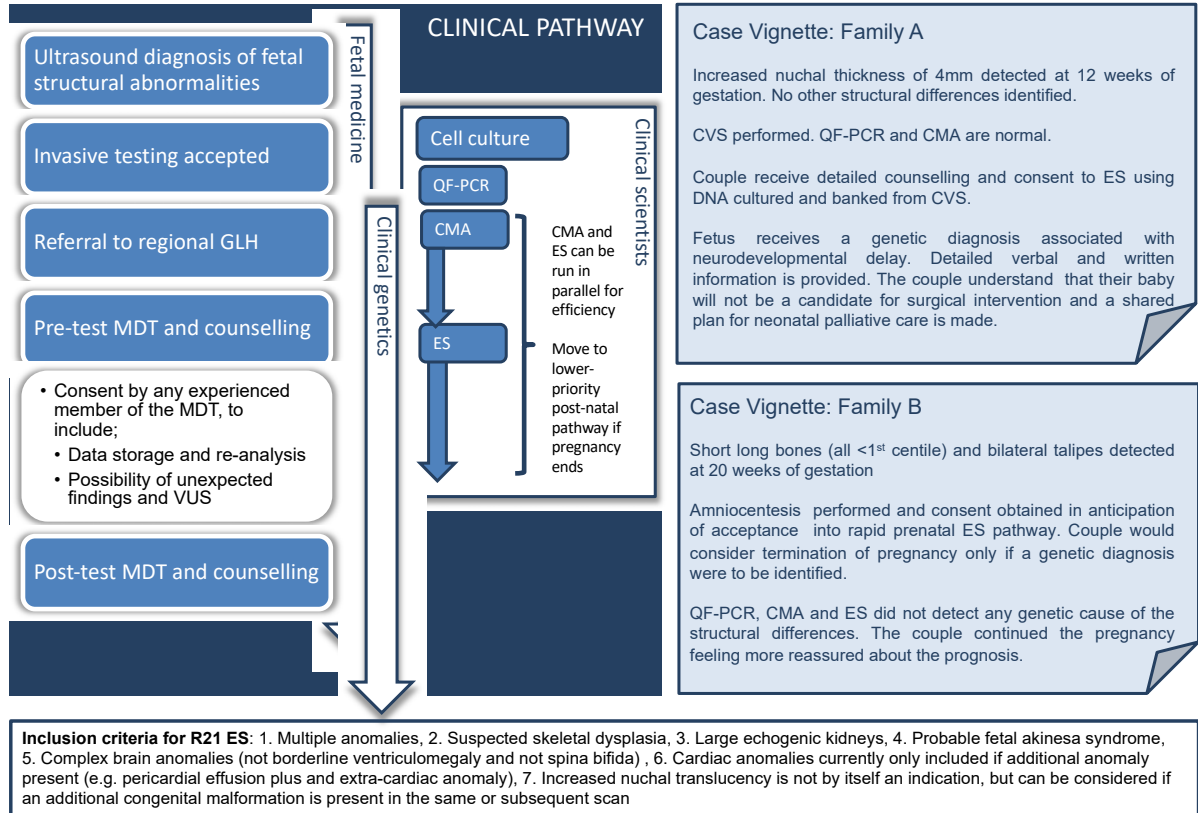 Ultrasound diagnosis of fetal
structural abnormalities
Invasive testing accepted
Referral to regional GLH
Pre-test MDT and counselling
• Consent by any experienced
member of the MDT, to
include;
• Data storage and re-analysis
• Possibility of unexpected
findings and VUS
Post-test MDT and counselling
Fetal medicine
Clinical genetics
CLINICAL PATHWAY
Cell culture
QF-PCR
CMA
ES
CMA and
ES can be
run in
parallel for
efficiency
Move to
lower-
priority
post-natal
pathway if
pregnancy
ends
Clinical scientists
Case Vignette: Family A
Increased nuchal thickness of 4mm detected at 12 weeks of
gestation. No other structural differences identified.
CVS performed. QF-PCR and CMA are normal.
Couple receive detailed counselling and consent to ES using
DNA cultured and banked from CVS.
Fetus receives a genetic diagnosis associated with
neurodevelopmental delay. Detailed verbal and written
information is provided. The couple understand that their baby
will not be a candidate for surgical intervention and a shared
plan for neonatal palliative care is made.
Case Vignette: Family B
Short long bones (all <1st centile) and bilateral talipes detected
at 20 weeks of gestation
Amniocentesis performed and consent obtained in anticipation
of acceptance into rapid prenatal ES pathway. Couple would
consider termination of pregnancy only if a genetic diagnosis
were to be identified.
QF-PCR, CMA and ES did not detect any genetic cause of the
structural differences. The couple continued the pregnancy
feeling more reassured about the prognosis.
Inclusion criteria for R21 ES: 1. Multiple anomalies, 2. Suspected skeletal dysplasia, 3. Large echogenic kidneys, 4. Probable fetal akinesa syndrome,
5. Complex brain anomalies (not borderline ventriculomegaly and not spina bifida) , 6. Cardiac anomalies currently only included if additional anomaly
present (e.g. pericardial effusion plus and extra-cardiac anomaly), 7. Increased nuchal translucency is not by itself an indication, but can be considered if
an additional congenital malformation is present in the same or subsequent scan